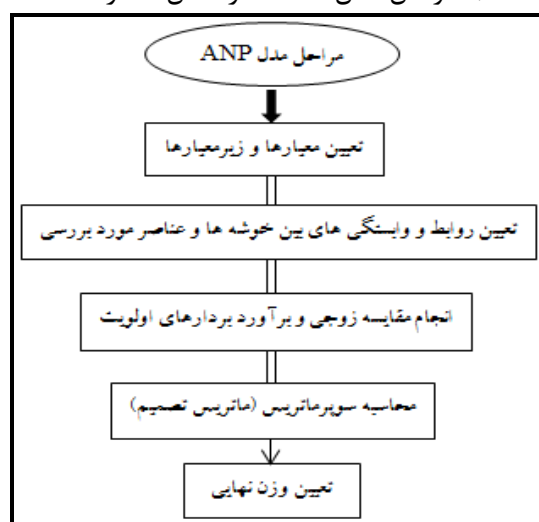 مراحل مدل ANP
تعیین معیارها و زیرمعیارها
تعیین روابط و وابستگی های بین خوشه ها و عناصر مورد بررسی
انجام مقایسه زوجی و برآورد بردارهای اولویت
محاسبه سوپرماتریس (ماتریس تصمیم)
تعیین وزن نهایی